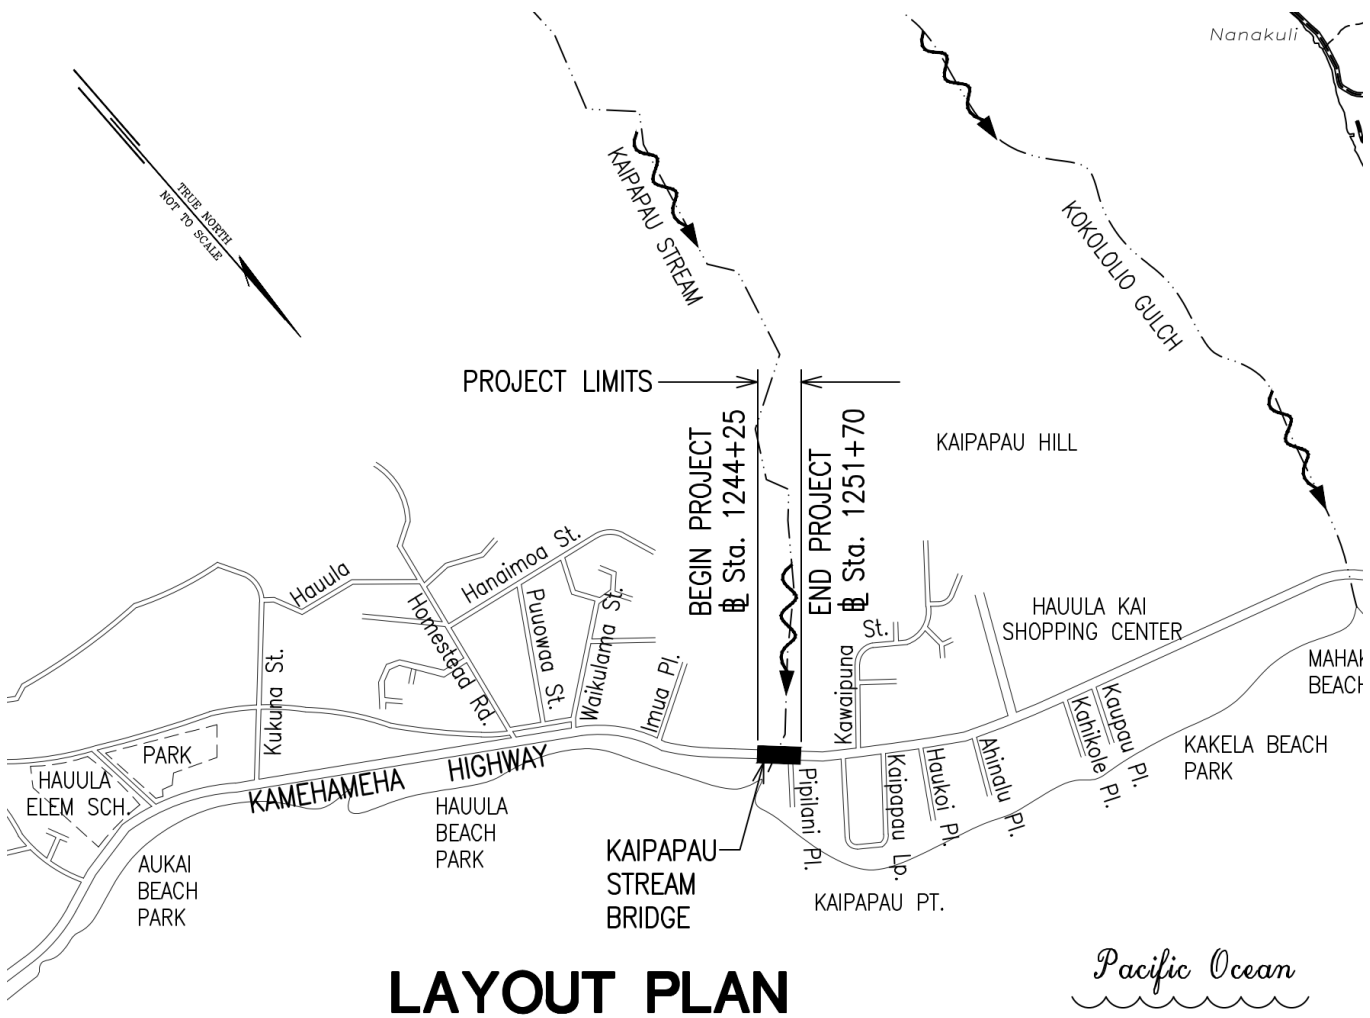 Nanakuli
TRUE NORTH
NOT TO SCALE
KAIPAPAU STREAM
KOKOLOLIO GULCH
PROJECT LIMITS
BEGIN PROJECT
B Sta. 1244+25
END PROJECT
B Sta. 1251+70
KAIPAPAU HILL
Hauula
Homestead Rd.
Hanaimoa St.
Puuowaa St.
Waikulama St.
Imua Pl.
Kukuna St.
Kawaipuna
St.
HAUULA KAI
SHOPPING CENTER
MAHAK
BEACH
PARK
HAUULA
ELEM SCH.
KAMEHAMEHA HIGHWAY
HAUULA
BEACH
PARK
AUKAI
BEACH
PARK
KAIPAPAU
STREAM
BRIDGE
Pipilani Pl.
Kaipapau Lp.
Haukoi Pl.
Ahinalu Pl.
Kahikole Pl.
Kaupau Pl.
KAKELA BEACH
PARK
KAIPAPAU PT.
Pacific Ocean
LAYOUT PLAN